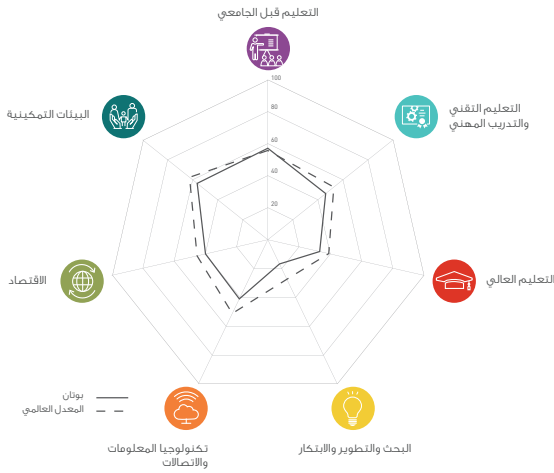 التعليم قبل الجامعي
100
80
60
40
20
التعليم التقني
والتدريب المهني
البيئات التمكينية
التعليم العالي
الاقتصاد
بوتان
المعدل العالمي
البحث والتطوير والابتكار
تكنولوجيا المعلومات
والاتصالات